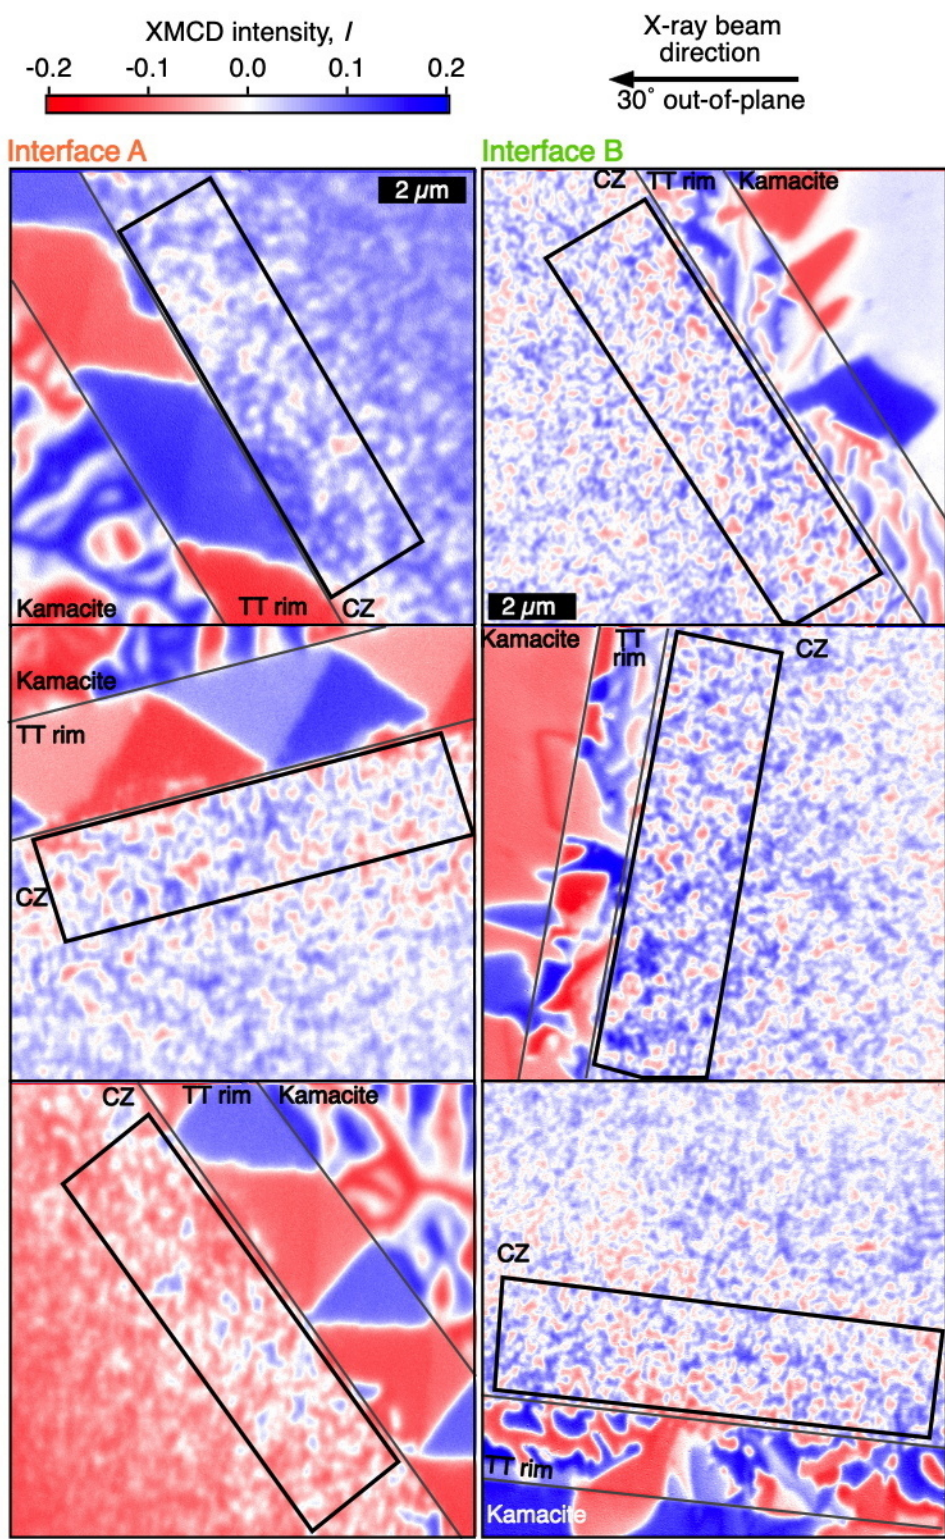 XMCD intensity, I
-0.2 -0.1 0.0 0.1 0.2
X-ray beam
direction
30° out-of-plane
Interface A
2 µm
Kamacite TT rim CZ
Kamacite
TT rim
CZ
CZ TT rim Kamacite
Interface B
CZ TT rim Kamacite
2 µm
Kamacite TT
rim
CZ
CZ
TT rim
Kamacite